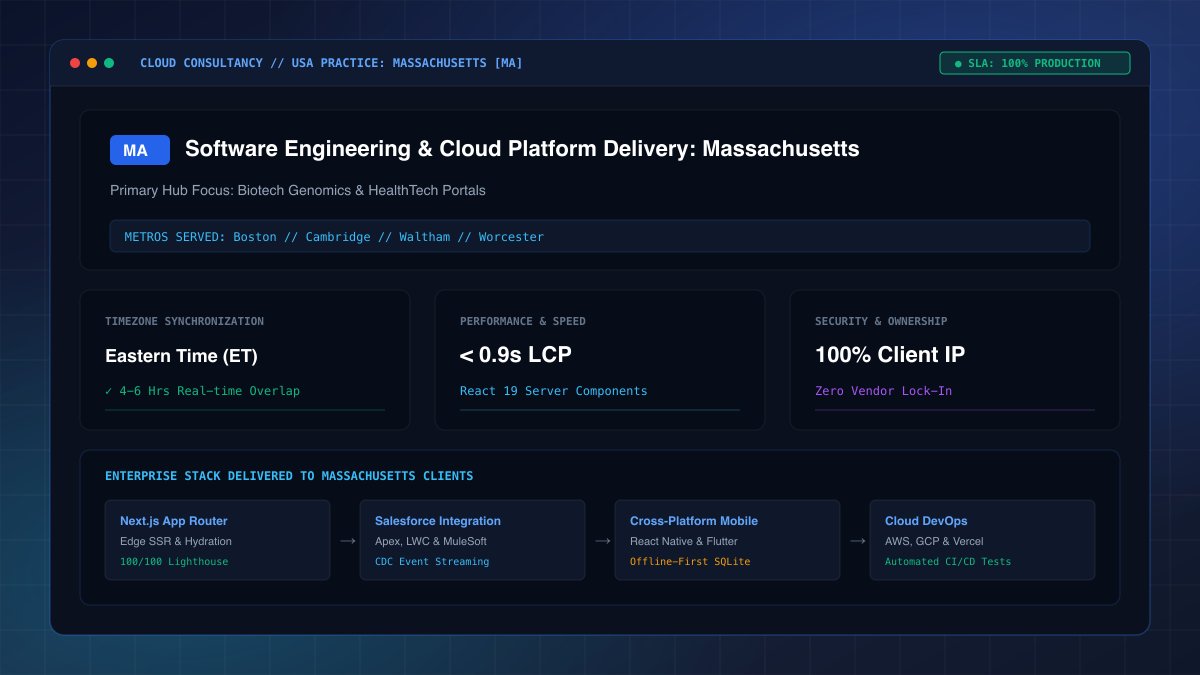 CLOUD CONSULTANCY // USA PRACTICE: MASSACHUSETTS [MA]
● SLA: 100% PRODUCTION
MA
Software Engineering & Cloud Platform Delivery: Massachusetts
Primary Hub Focus: Biotech Genomics & HealthTech Portals
METROS SERVED: Boston // Cambridge // Waltham // Worcester
TIMEZONE SYNCHRONIZATION
Eastern Time (ET)
✓ 4–6 Hrs Real-time Overlap
PERFORMANCE & SPEED
< 0.9s LCP
React 19 Server Components
SECURITY & OWNERSHIP
100% Client IP
Zero Vendor Lock-In
ENTERPRISE STACK DELIVERED TO MASSACHUSETTS CLIENTS
Next.js App Router
Edge SSR & Hydration
100/100 Lighthouse
→
Salesforce Integration
Apex, LWC & MuleSoft
CDC Event Streaming
→
Cross-Platform Mobile
React Native & Flutter
Offline-First SQLite
→
Cloud DevOps
AWS, GCP & Vercel
Automated CI/CD Tests